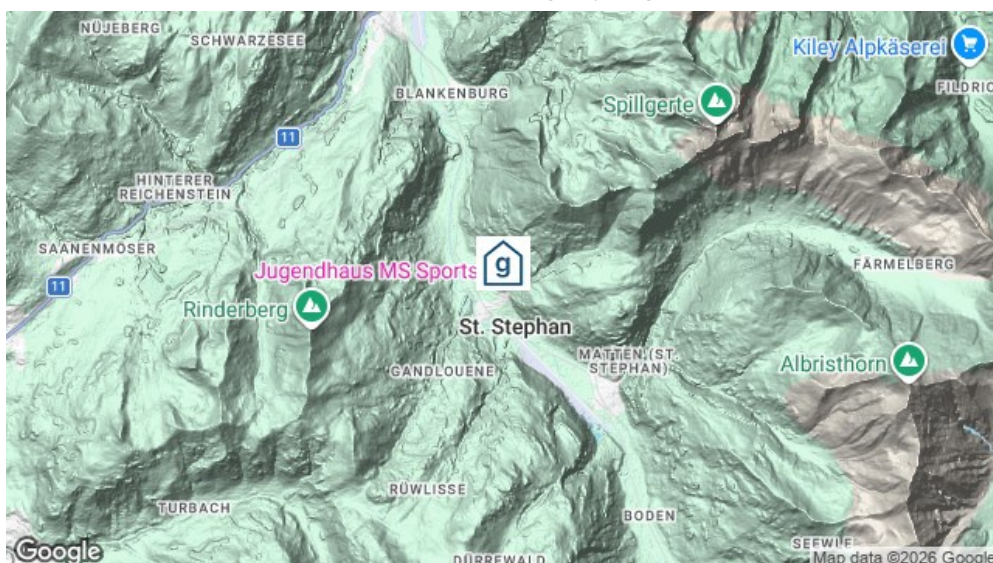 NÜJEBERG
SCHWARZESEE
Kiley Alpkäserei
BLANKENBURG
Spillgerte
FILDRIC
11
HINTERER
REICHENSTEIN
SAANENMÖSER
g
FÄRMELBERG
Jugendhaus MS Sports
11
Rinderberg
St. Stephan
MATTEN (ST.
STEPHAN)
Albristhorn
GANDLOUENE
RÜWLISSE
TURBACH
BODEN
SEEWLE
Google
DÜRREWALD
Map data ©2026 Google